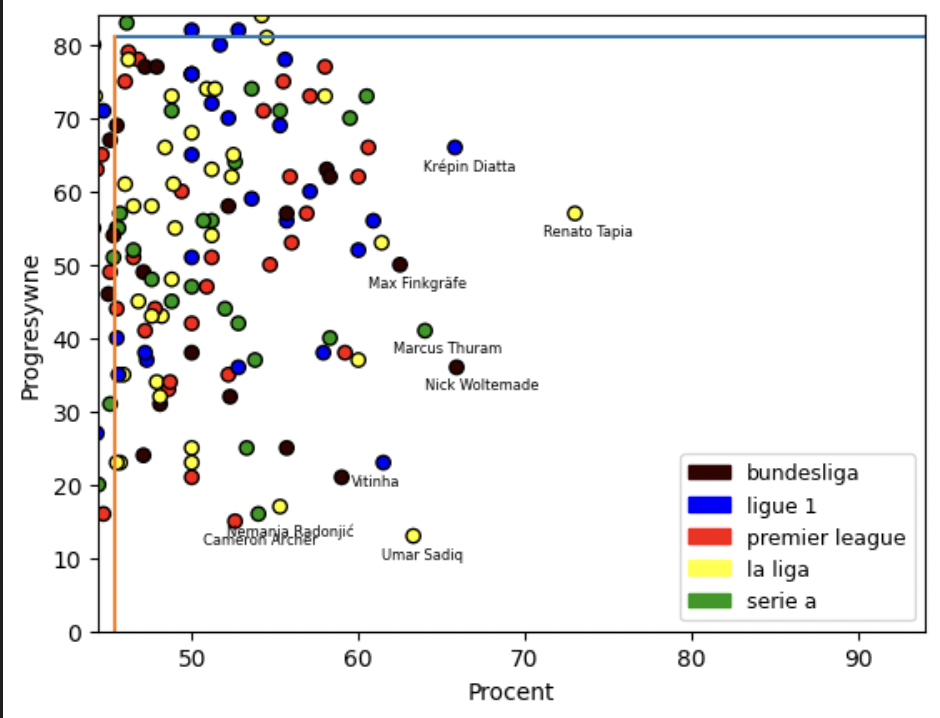 80
70
60
50
40
30
20
10
0
Progresywne
Krépin Diatta
Renato Tapia
Max Finkgräfe
Marcus Thuram
Nick Woltemade
Vitinha
Nemanja Radonjić
Cameron Archer
Umar Sadiq
bundesliga
ligue 1
premier league
la liga
serie a
50 60 70 80 90
Procent